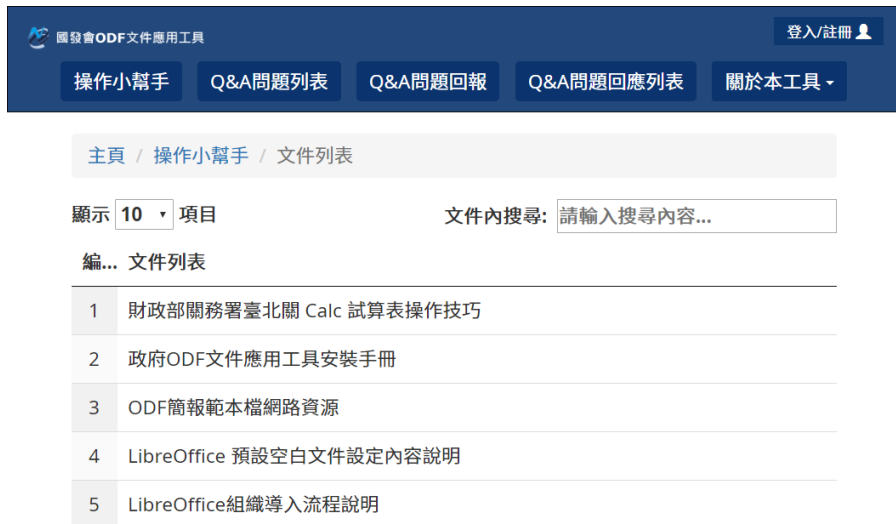 國發會ODF文件應用工具
登入/註冊
操作小幫手 Q&A問題列表 Q&A問題回報 Q&A問題回應列表 關於本工具
主頁 / 操作小幫手 / 文件列表
顯示 10 項目 文件內搜尋: 請輸入搜尋內容...
編... 文件列表
1 財政部關務署臺北關 Calc 試算表操作技巧
2 政府ODF文件應用工具安裝手冊
3 ODF簡報範本檔網路資源
4 LibreOffice 預設空白文件設定內容說明
5 LibreOffice組織導入流程說明